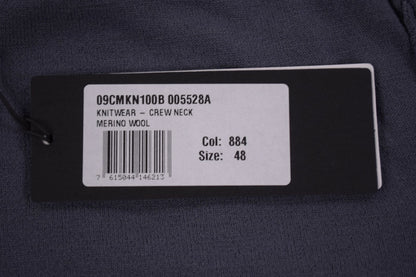 09CMKN100B 005528A
KNITWEAR – CREW NECK
MERINO WOOL
Col: 884
Size: 48
7 615044 146213